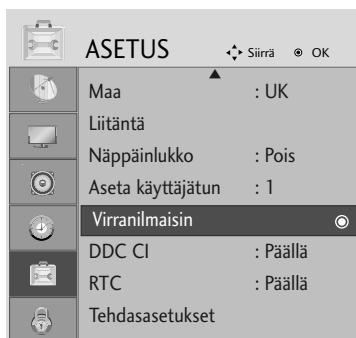 ASETUS Siirrä OK
Maa : UK
Liitäntä
Näppäinlukko : Pois
Aseta käyttäjätun : 1
Virranilmaisin
DDC CI : Päällä
RTC : Päällä
Tehdasasetukset